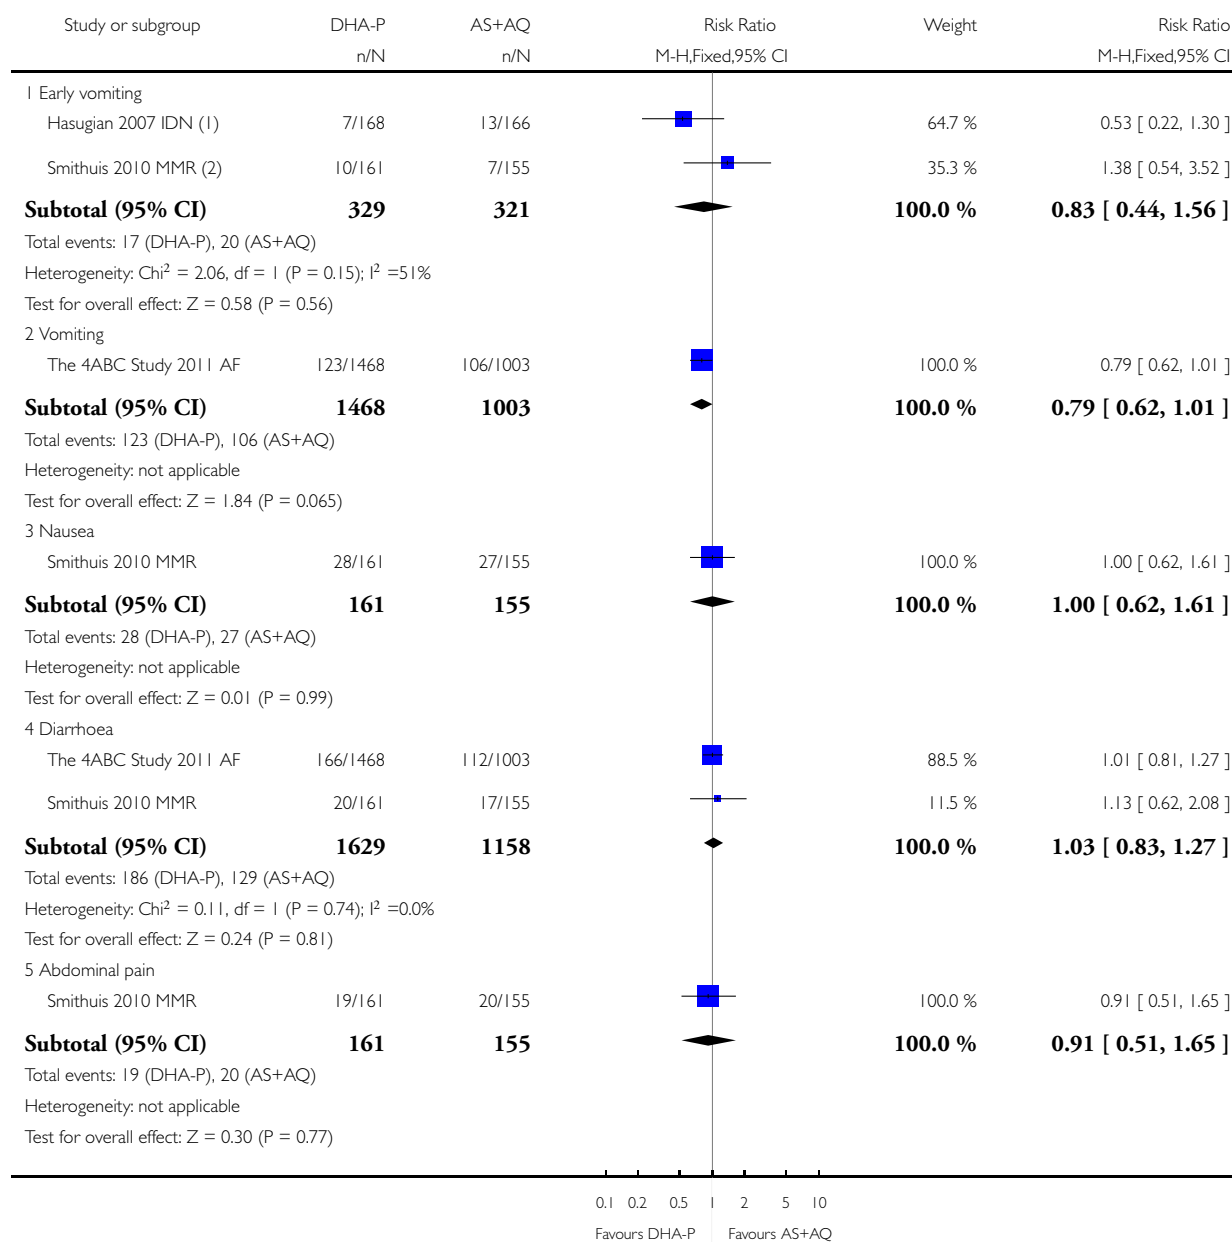 Study or subgroup DHA-P AS+AQ Risk Ratio Weight Risk Ratio
n/N n/N M-H,Fixed,95% CI M-H,Fixed,95% CI
1 Early vomiting
Hasugian 2007 IDN (1) 7/168 13/166 64.7 % 0.53 [ 0.22, 1.30 ]
Smithuis 2010 MMR (2) 10/161 7/155 35.3 % 1.38 [ 0.54, 3.52 ]
Subtotal (95% CI) 329 321 100.0 % 0.83 [ 0.44, 1.56 ]
Total events: 17 (DHA-P), 20 (AS+AQ)
Heterogeneity: Chi² = 2.06, df = 1 (P = 0.15); I² =51%
Test for overall effect: Z = 0.58 (P = 0.56)
2 Vomiting
The 4ABC Study 2011 AF 123/1468 106/1003 100.0 % 0.79 [ 0.62, 1.01 ]
Subtotal (95% CI) 1468 1003 100.0 % 0.79 [ 0.62, 1.01 ]
Total events: 123 (DHA-P), 106 (AS+AQ)
Heterogeneity: not applicable
Test for overall effect: Z = 1.84 (P = 0.065)
3 Nausea
Smithuis 2010 MMR 28/161 27/155 100.0 % 1.00 [ 0.62, 1.61 ]
Subtotal (95% CI) 161 155 100.0 % 1.00 [ 0.62, 1.61 ]
Total events: 28 (DHA-P), 27 (AS+AQ)
Heterogeneity: not applicable
Test for overall effect: Z = 0.01 (P = 0.99)
4 Diarrhoea
The 4ABC Study 2011 AF 166/1468 112/1003 88.5 % 1.01 [ 0.81, 1.27 ]
Smithuis 2010 MMR 20/161 17/155 11.5 % 1.13 [ 0.62, 2.08 ]
Subtotal (95% CI) 1629 1158 100.0 % 1.03 [ 0.83, 1.27 ]
Total events: 186 (DHA-P), 129 (AS+AQ)
Heterogeneity: Chi² = 0.11, df = 1 (P = 0.74); I² =0.0%
Test for overall effect: Z = 0.24 (P = 0.81)
5 Abdominal pain
Smithuis 2010 MMR 19/161 20/155 100.0 % 0.91 [ 0.51, 1.65 ]
Subtotal (95% CI) 161 155 100.0 % 0.91 [ 0.51, 1.65 ]
Total events: 19 (DHA-P), 20 (AS+AQ)
Heterogeneity: not applicable
Test for overall effect: Z = 0.30 (P = 0.77)
0.1 0.2 0.5 1 2 5 10
Favours DHA-P Favours AS+AQ